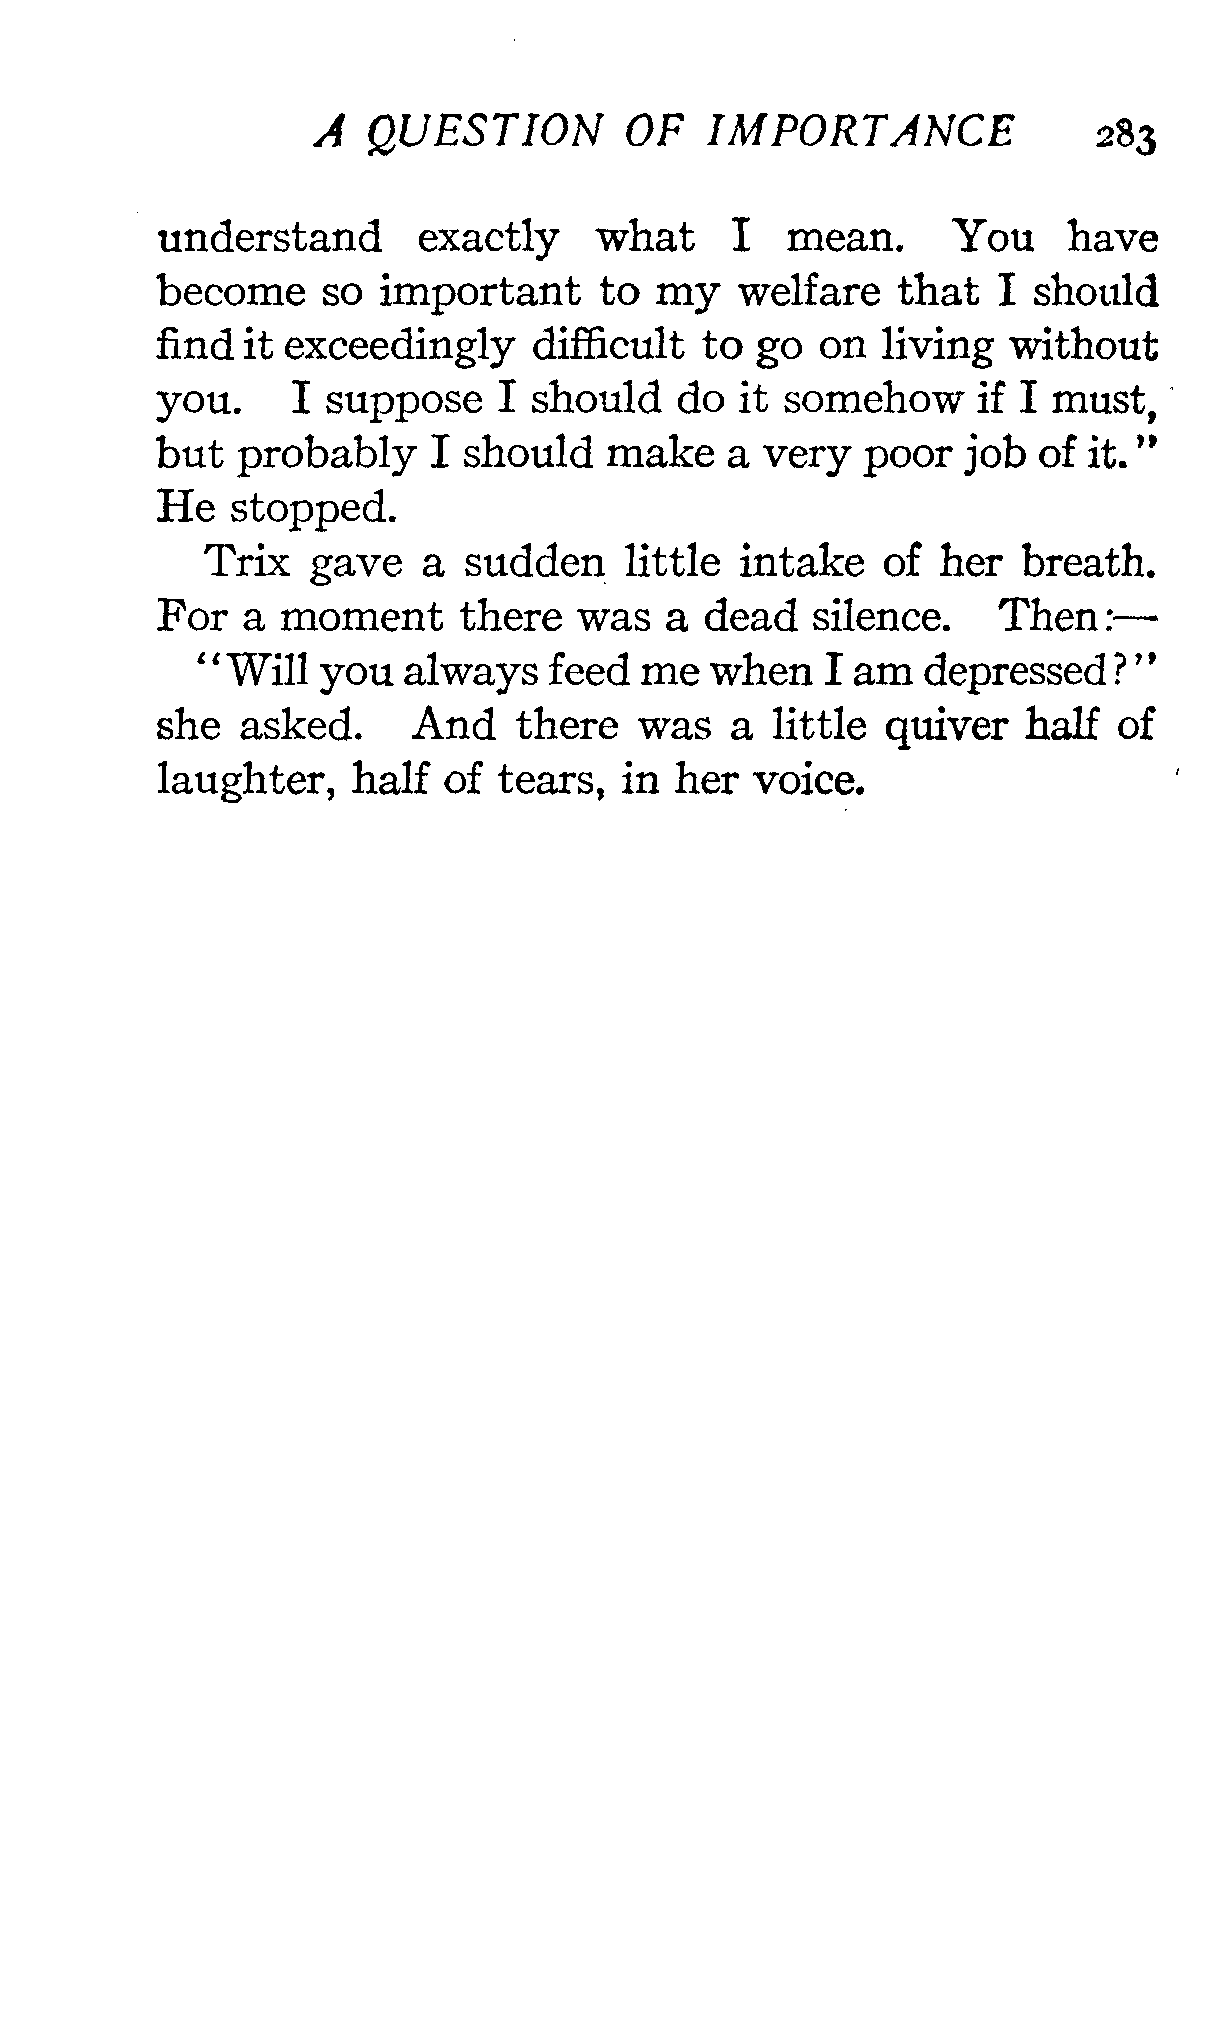 A QUESTION OF IMPORTANCE 283
understand exactly what I mean. You have
become so important to my welfare that I should
find it exceedingly difficult to go on living without
you. I suppose I should do it somehow if I must,
but probably I should make a very poor job of it."
He stopped.
Trix gave a sudden little intake of her breath.
For a moment there was a dead silence. Then:—
"Will you always feed me when I am depressed?"
she asked. And there was a little quiver half of
laughter, half of tears, in her voice.